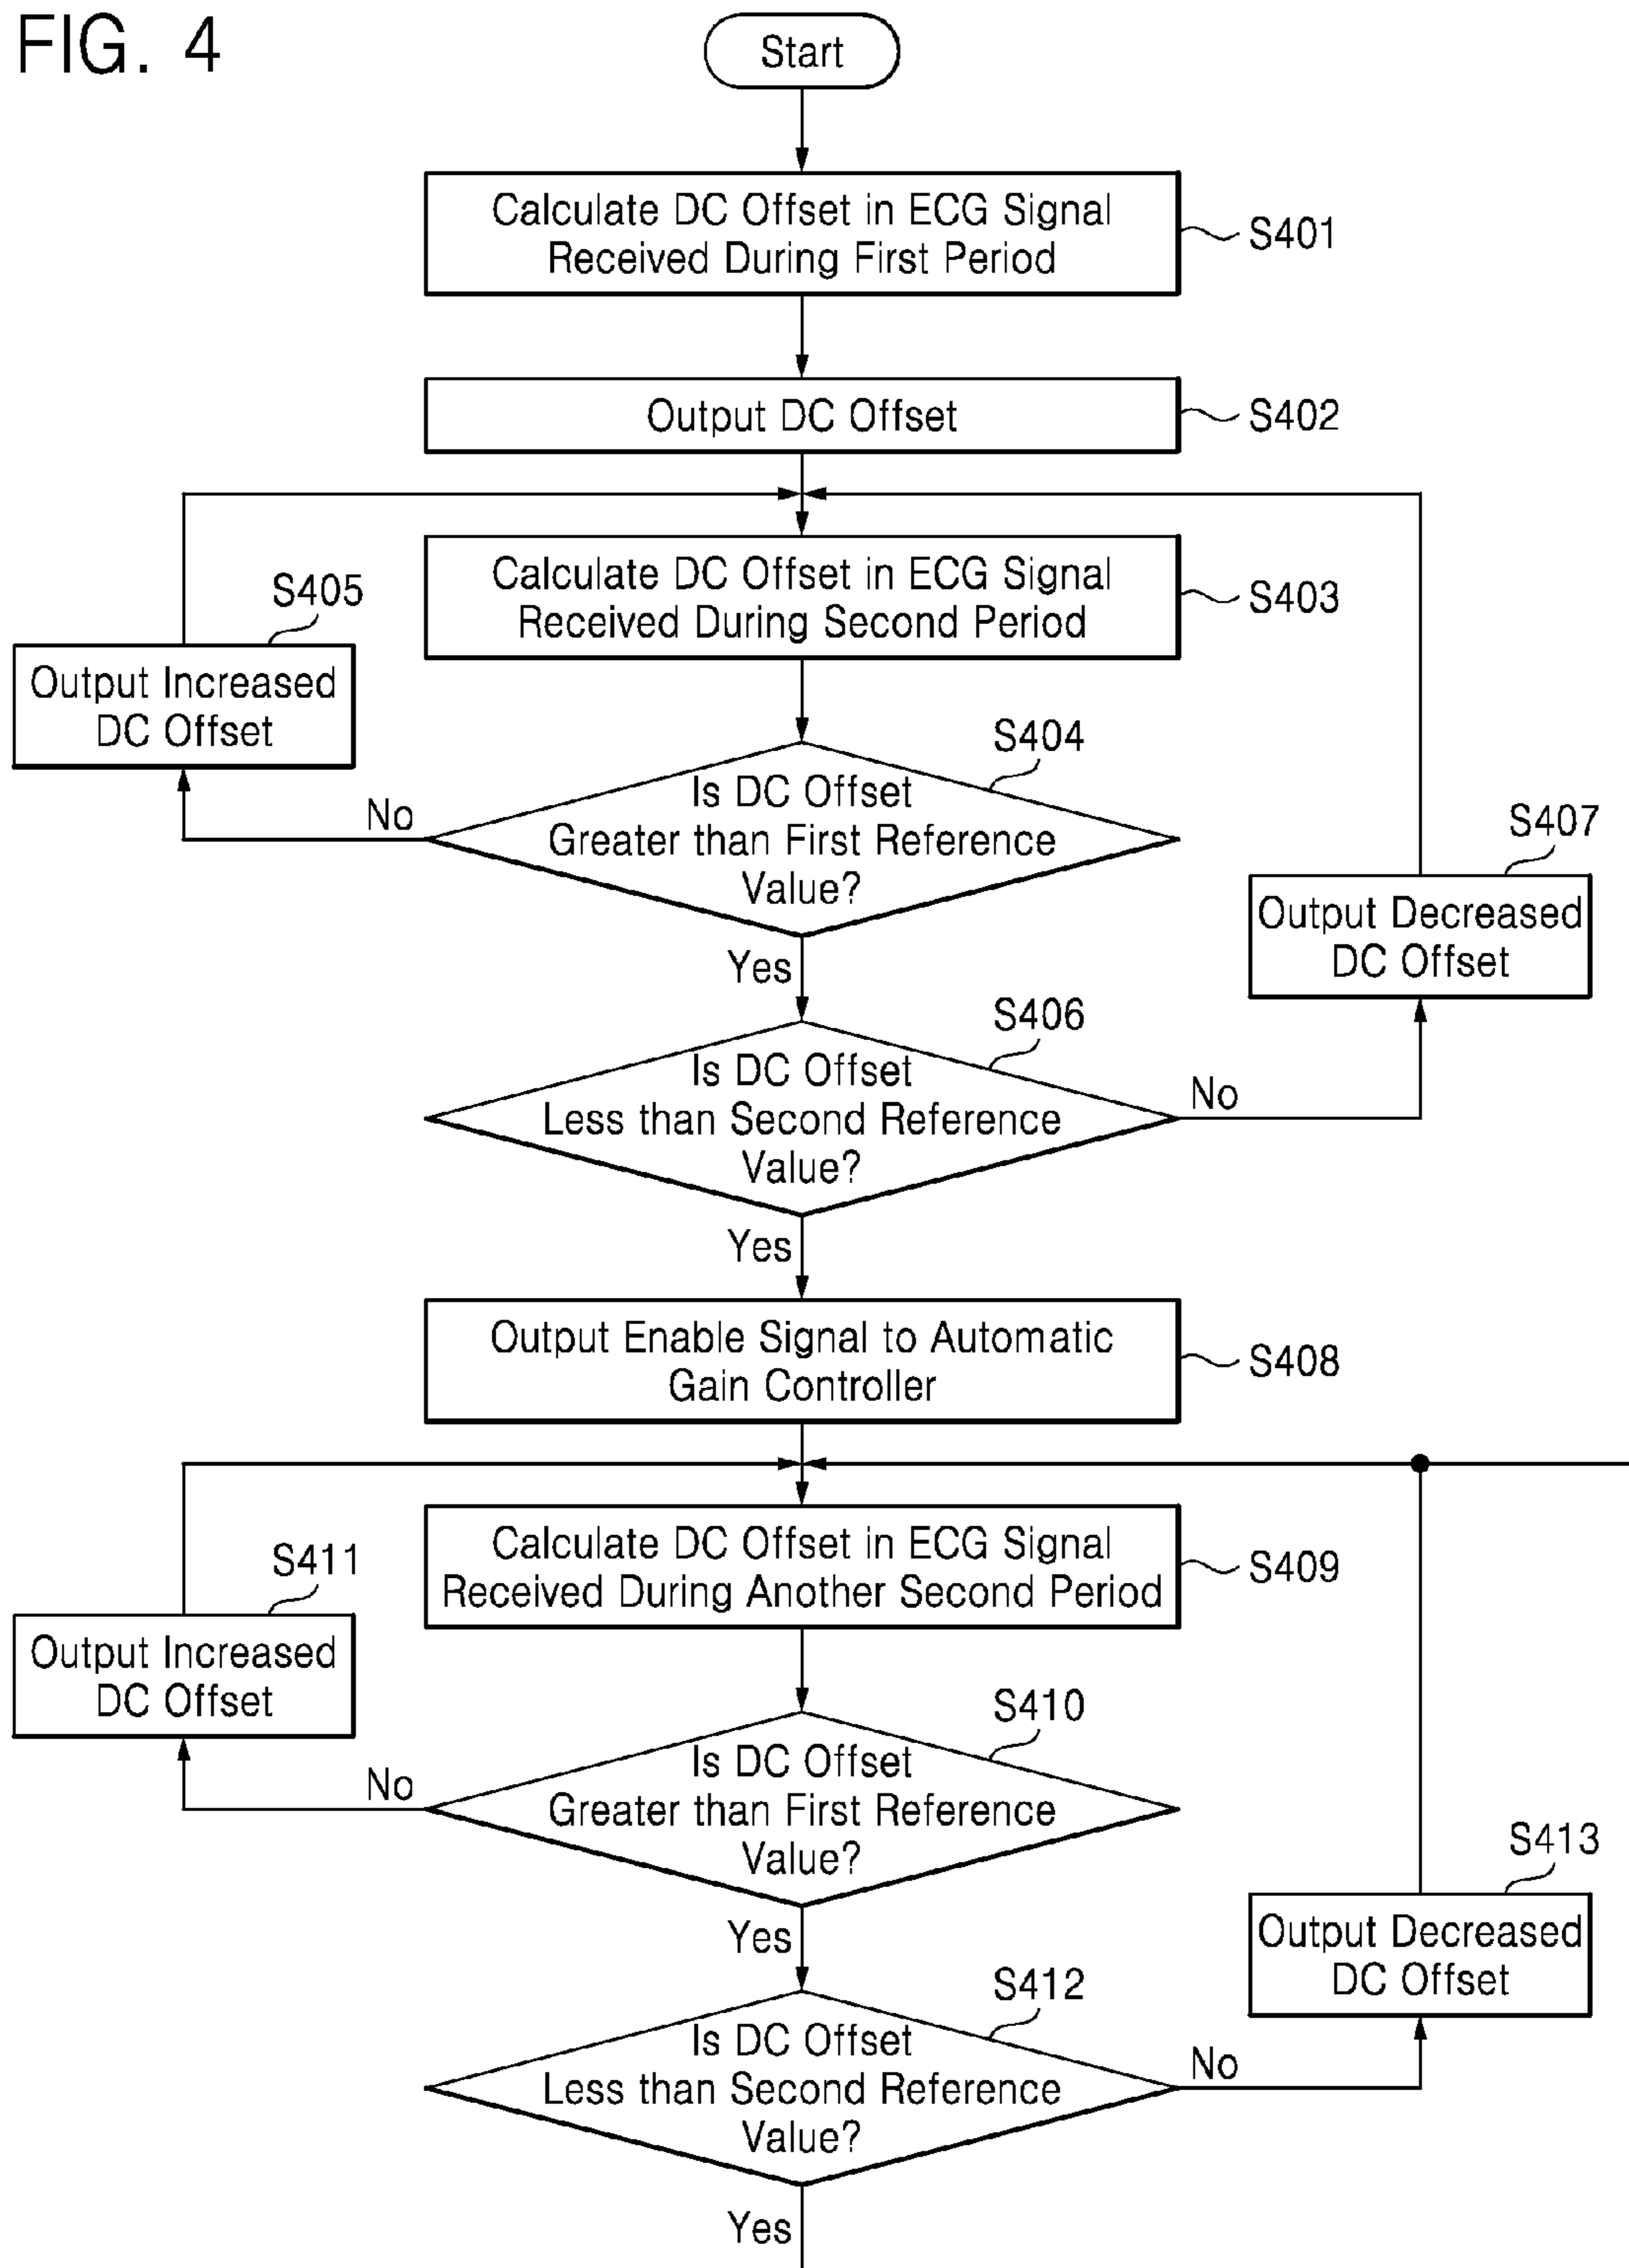 FIG. 4
Start
Calculate DC Offset in ECG Signal
Received During First Period
S401
Output DC Offset
S402
Calculate DC Offset in ECG Signal
Received During Second Period
S403
S405
Output Increased
DC Offset
S404
Is DC Offset
Greater than First Reference
Value?
No
Yes
S407
Output Decreased
DC Offset
S406
Is DC Offset
Less than Second Reference
Value?
No
Yes
Output Enable Signal to Automatic
Gain Controller
S408
Calculate DC Offset in ECG Signal
Received During Another Second Period
S409
S411
Output Increased
DC Offset
S410
Is DC Offset
Greater than First Reference
Value?
No
Yes
S413
Output Decreased
DC Offset
S412
Is DC Offset
Less than Second Reference
Value?
No
Yes